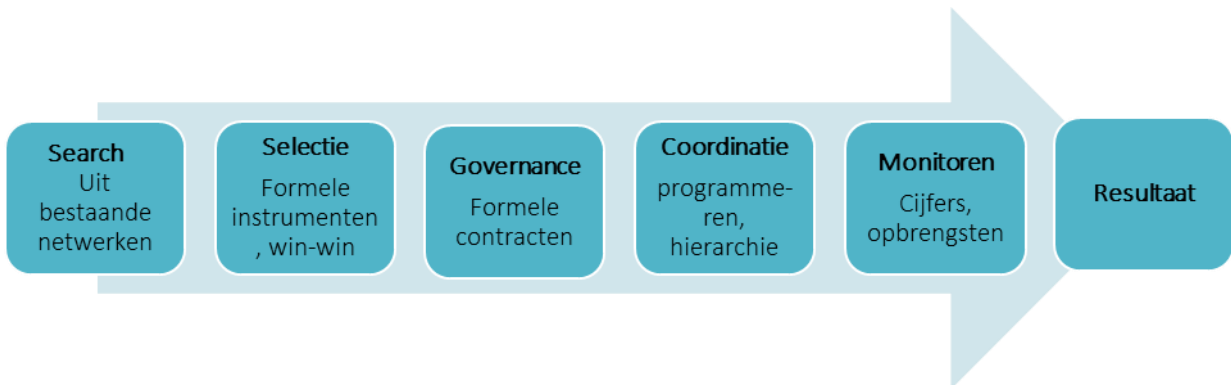 Search
Uit
bestaande
netwerken
Selectie
Formele
instrumenten
, win-win
Governance
Formele
contracten
Coordinatie
programme-
ren,
hierarchie
Monitoren
Cijfers,
opbrengsten
Resultaat